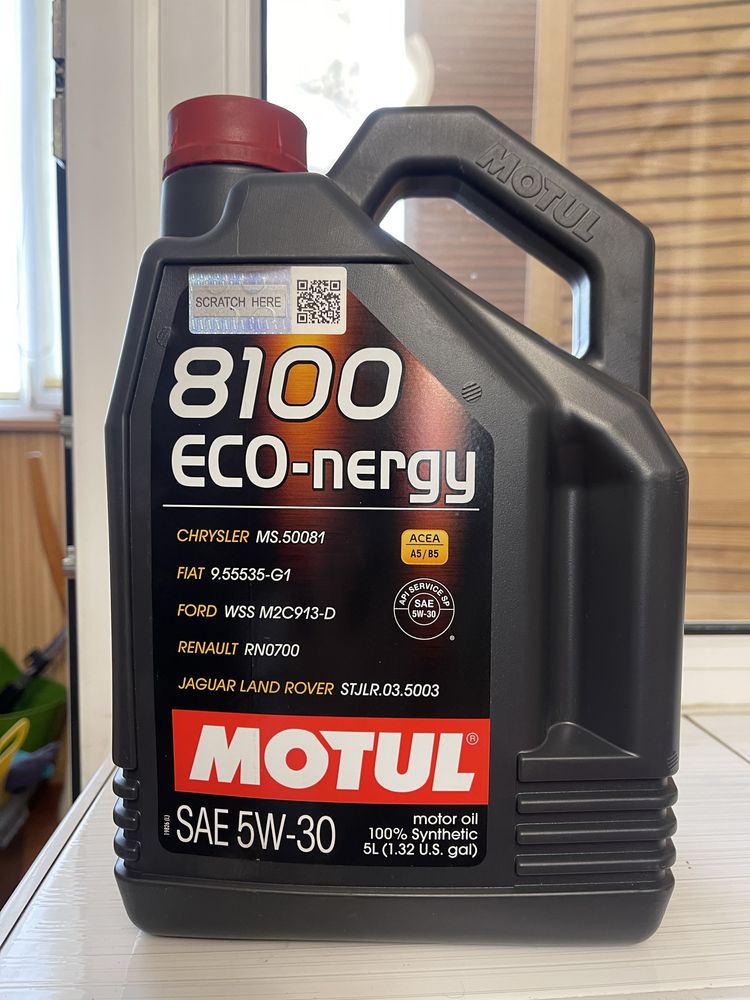 MOTUL
SCRATCH HERE
8100
ECO-nergy
CHRYSLER MS.50081
FIAT 9.55535-G1
FORD WSS M2C913-D
RENAULT RN0700
JAGUAR LAND ROVER STJLR.03.5003
ACEA
A5/B5
API SERVICE SP
SAE
5W-30
MOTUL®
SAE 5W-30
motor oil
100% Synthetic
5L (1.32 U.S. gal)